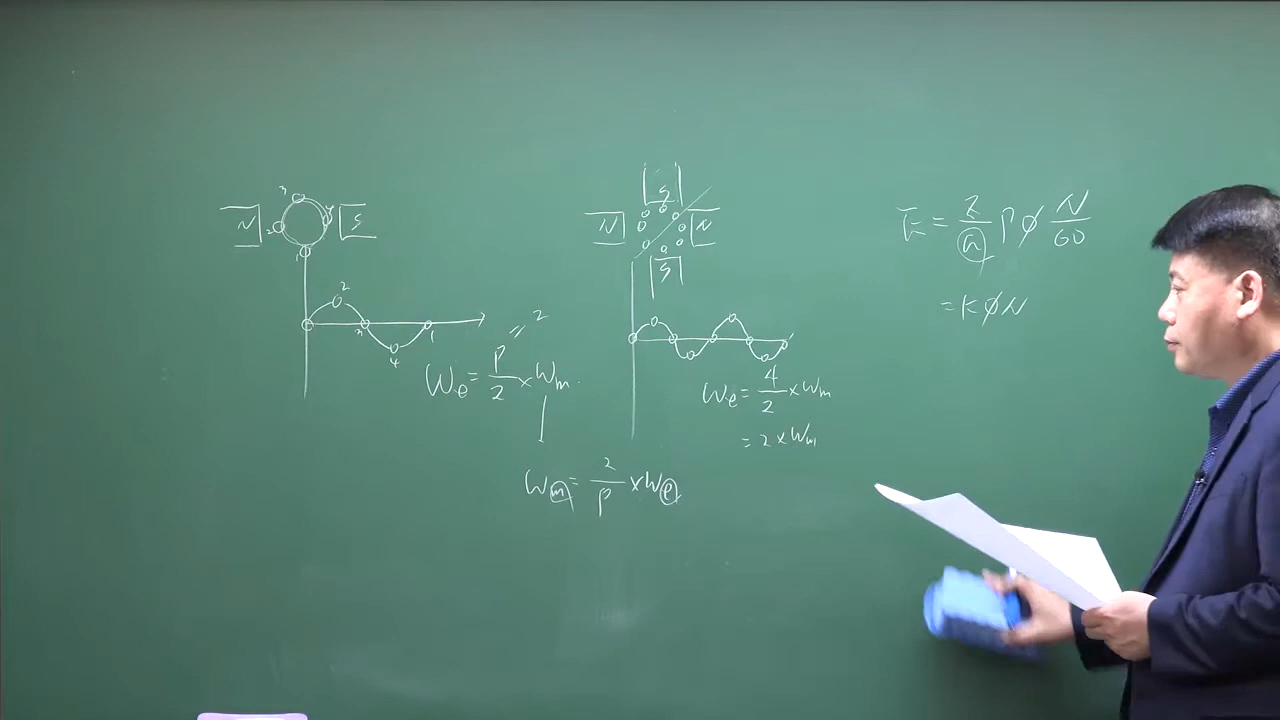 3
N 2 4 S
1
2
3 1
4
We = P/2 × Wm
= 2
Wm = 2/P × We
S
N N
S
We = 4/2 × Wm
= 2 × Wm
E = Z/a Pφ N/60
= KφN